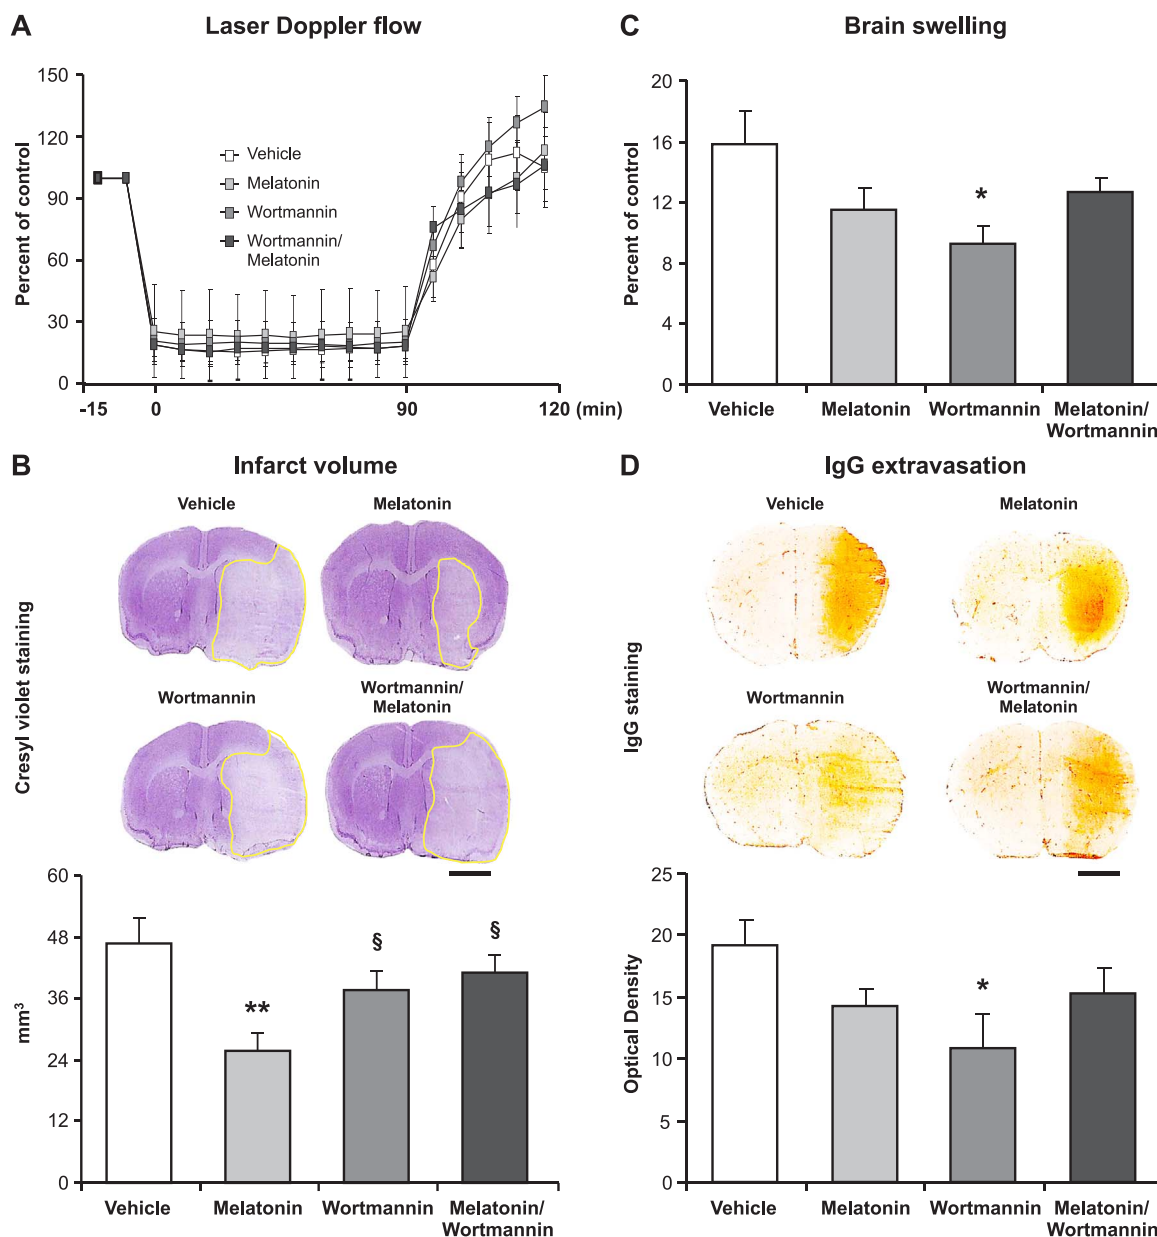 A
Laser Doppler flow
Percent of control
150
120
90
60
30
0
Vehicle
Melatonin
Wortmannin
Wortmannin/
Melatonin
-15
0
90
120 (min)
C
Brain swelling
Percent of control
20
16
12
8
4
0
*
Vehicle
Melatonin
Wortmannin
Melatonin/
Wortmannin
B
Infarct volume
Cresyl violet staining
Vehicle
Melatonin
Wortmannin
Wortmannin/
Melatonin
mm³
60
48
36
24
12
0
**
§
§
Vehicle
Melatonin
Wortmannin
Melatonin/
Wortmannin
D
IgG extravasation
IgG staining
Vehicle
Melatonin
Wortmannin
Wortmannin/
Melatonin
Optical Density
25
20
15
10
5
0
*
Vehicle
Melatonin
Wortmannin
Melatonin/
Wortmannin